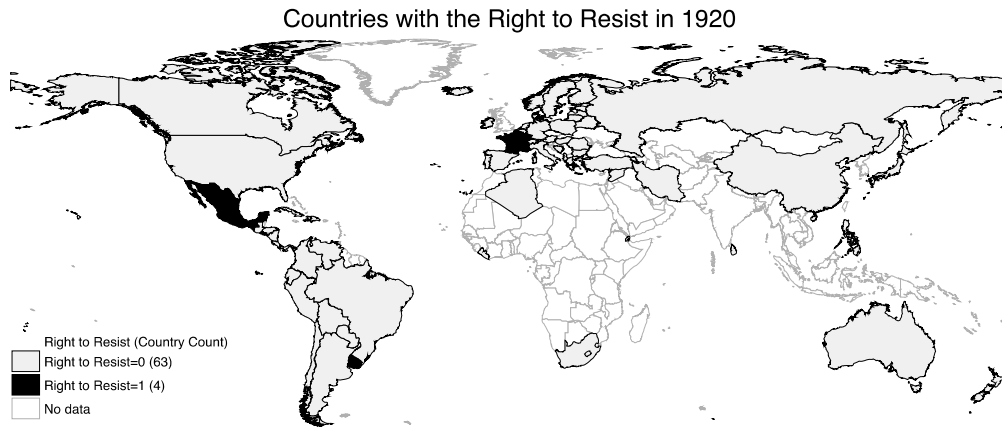 Countries with the Right to Resist in 1920
Right to Resist (Country Count)
Right to Resist=0 (63)
Right to Resist=1 (4)
No data